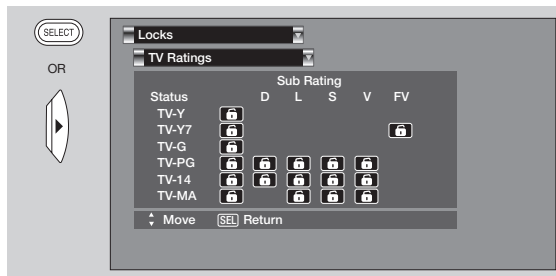 SELECT
OR
Locks
TV Ratings
Sub Rating
Status D L S V FV
TV-Y
TV-Y7
TV-G
TV-PG
TV-14
TV-MA
Move SEL Return